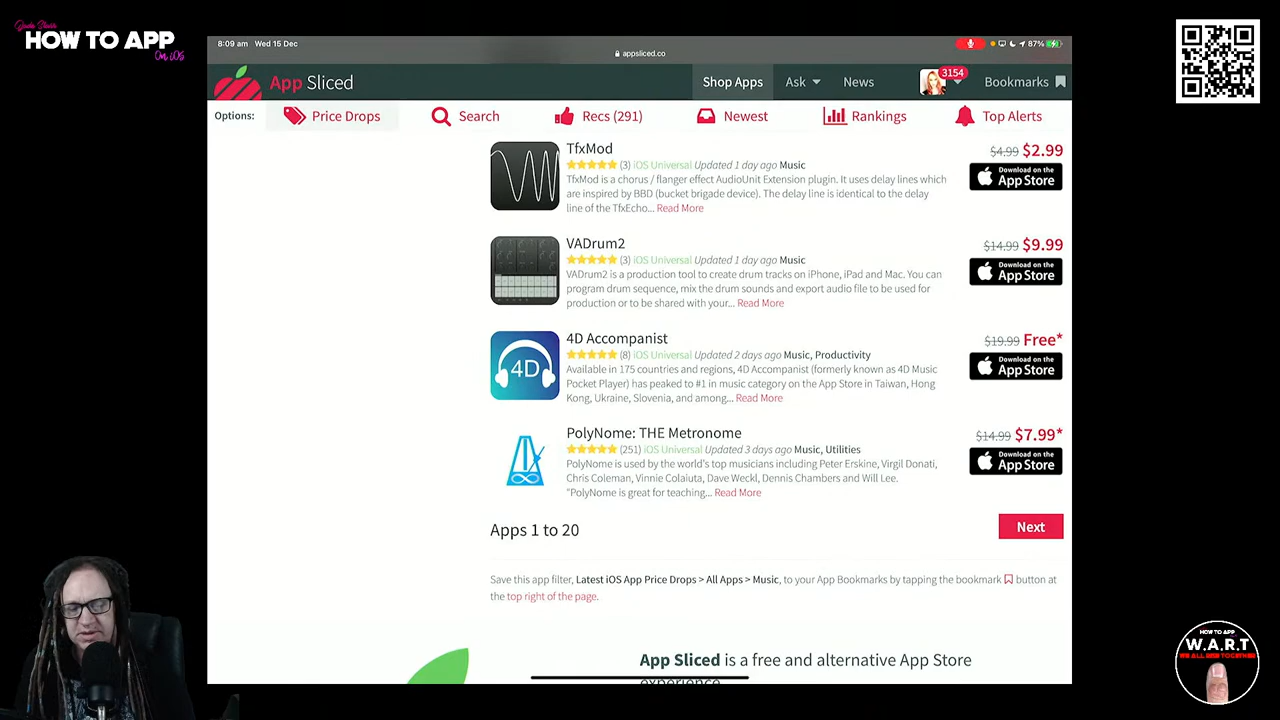 Jade Starr
HOW TO APP
On iOS
8:09 am Wed 15 Dec
87%
appsliced.co
App Sliced
Shop Apps
Ask
News
3154
Bookmarks
Options:
Price Drops
Search
Recs (291)
Newest
Rankings
Top Alerts
TfxMod
(3) iOS Universal Updated 1 day ago Music
TfxMod is a chorus / flanger effect AudioUnit Extension plugin. It uses delay lines which
are inspired by BBD (bucket brigade device). The delay line is identical to the delay
line of the TfxEcho... Read More
$4.99 $2.99
Download on the
App Store
VADrum2
(3) iOS Universal Updated 1 day ago Music
VADrum2 is a production tool to create drum tracks on iPhone, iPad and Mac. You can
program drum sequence, mix the drum sounds and export audio file to be used for
production or to be shared with your... Read More
$14.99 $9.99
Download on the
App Store
4D Accompanist
(8) iOS Universal Updated 2 days ago Music, Productivity
Available in 175 countries and regions, 4D Accompanist (formerly known as 4D Music
Pocket Player) has peaked to #1 in music category on the App Store in Taiwan, Hong
Kong, Ukraine, Slovenia, and among... Read More
4D
$19.99 Free*
Download on the
App Store
PolyNome: THE Metronome
(251) iOS Universal Updated 3 days ago Music, Utilities
PolyNome is used by the world's top musicians including Peter Erskine, Virgil Donati,
Chris Coleman, Vinnie Colaiuta, Dave Weckl, Dennis Chambers and Will Lee.
"PolyNome is great for teaching... Read More
$14.99 $7.99*
Download on the
App Store
Apps 1 to 20
Next
Save this app filter, Latest iOS App Price Drops > All Apps > Music, to your App Bookmarks by tapping the bookmark button at
the top right of the page.
App Sliced is a free and alternative App Store
experience
HOW TO APP
W.A.R.T